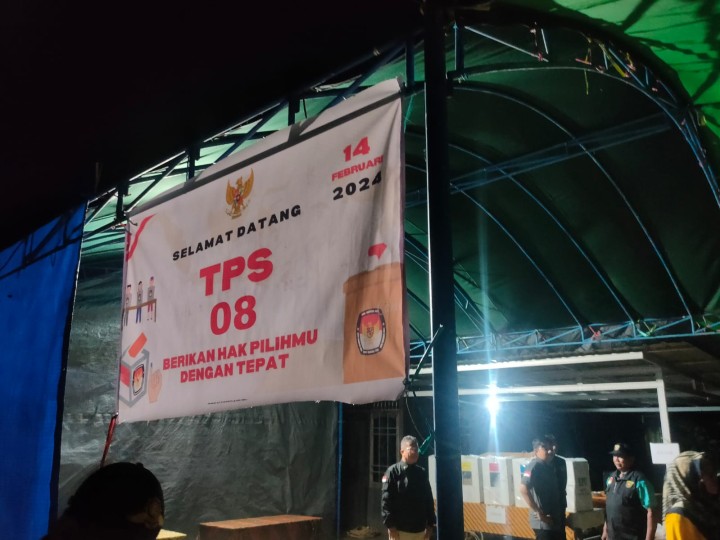 14
FEBRUARI
2024
SELAMAT DATANG
TPS
08
BERIKAN HAK PILIHMU
DENGAN TEPAT